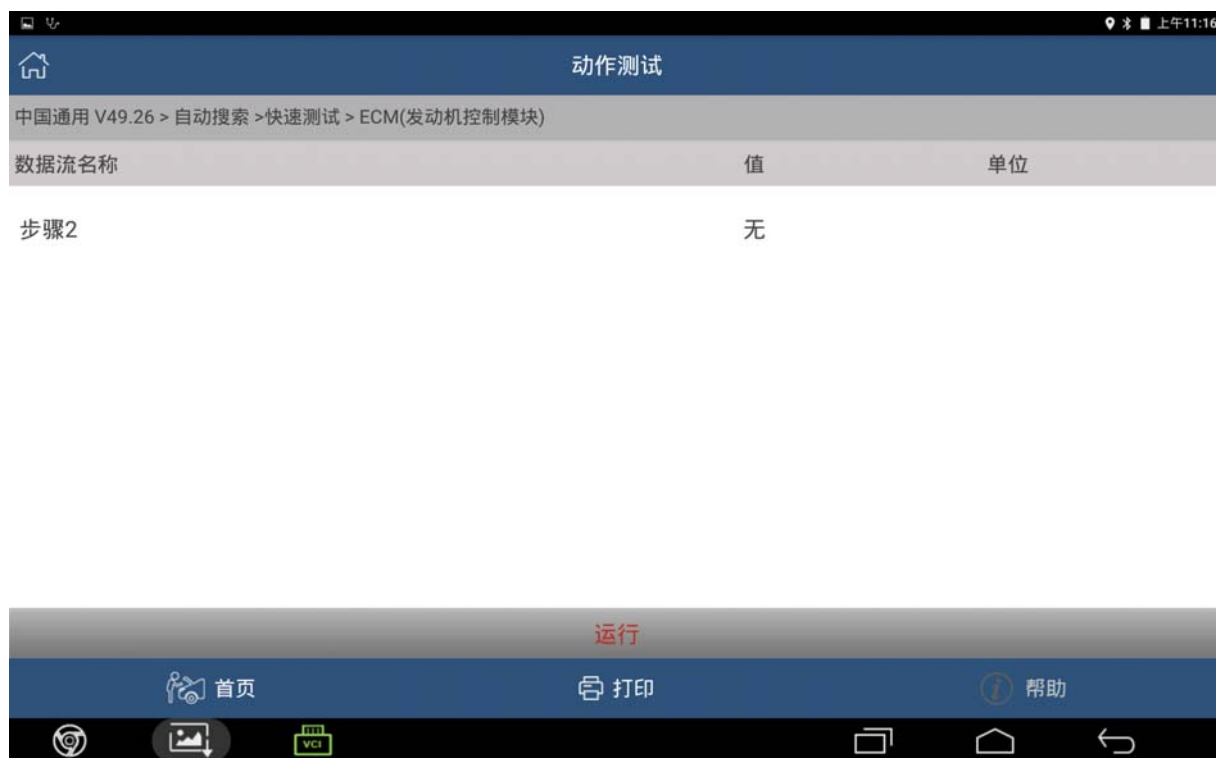 上午11:16
动作测试
中国通用 V49.26 > 自动搜索 >快速测试 > ECM(发动机控制模块)
数据流名称 值 单位
步骤2 无
运行
首页 打印 帮助
VCI